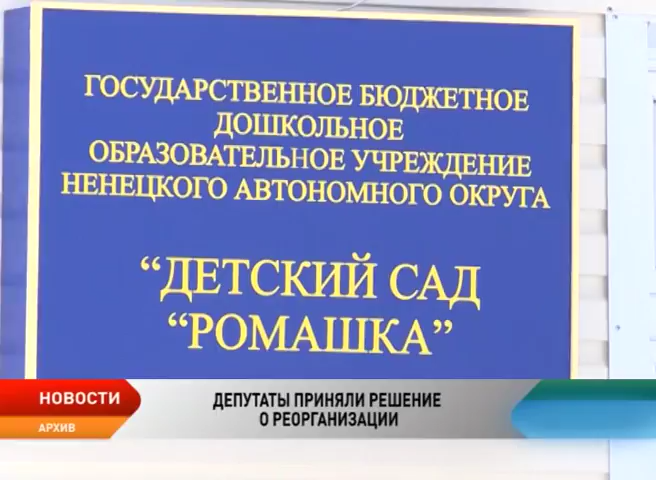 ГОСУДАРСТВЕННОЕ БЮДЖЕТНОЕ
ДОШКОЛЬНОЕ
ОБРАЗОВАТЕЛЬНОЕ УЧРЕЖДЕНИЕ
НЕНЕЦКОГО АВТОНОМНОГО ОКРУГА
“ДЕТСКИЙ САД
“РОМАШКА”
НОВОСТИ
АРХИВ
ДЕПУТАТЫ ПРИНЯЛИ РЕШЕНИЕ
О РЕОРГАНИЗАЦИИ